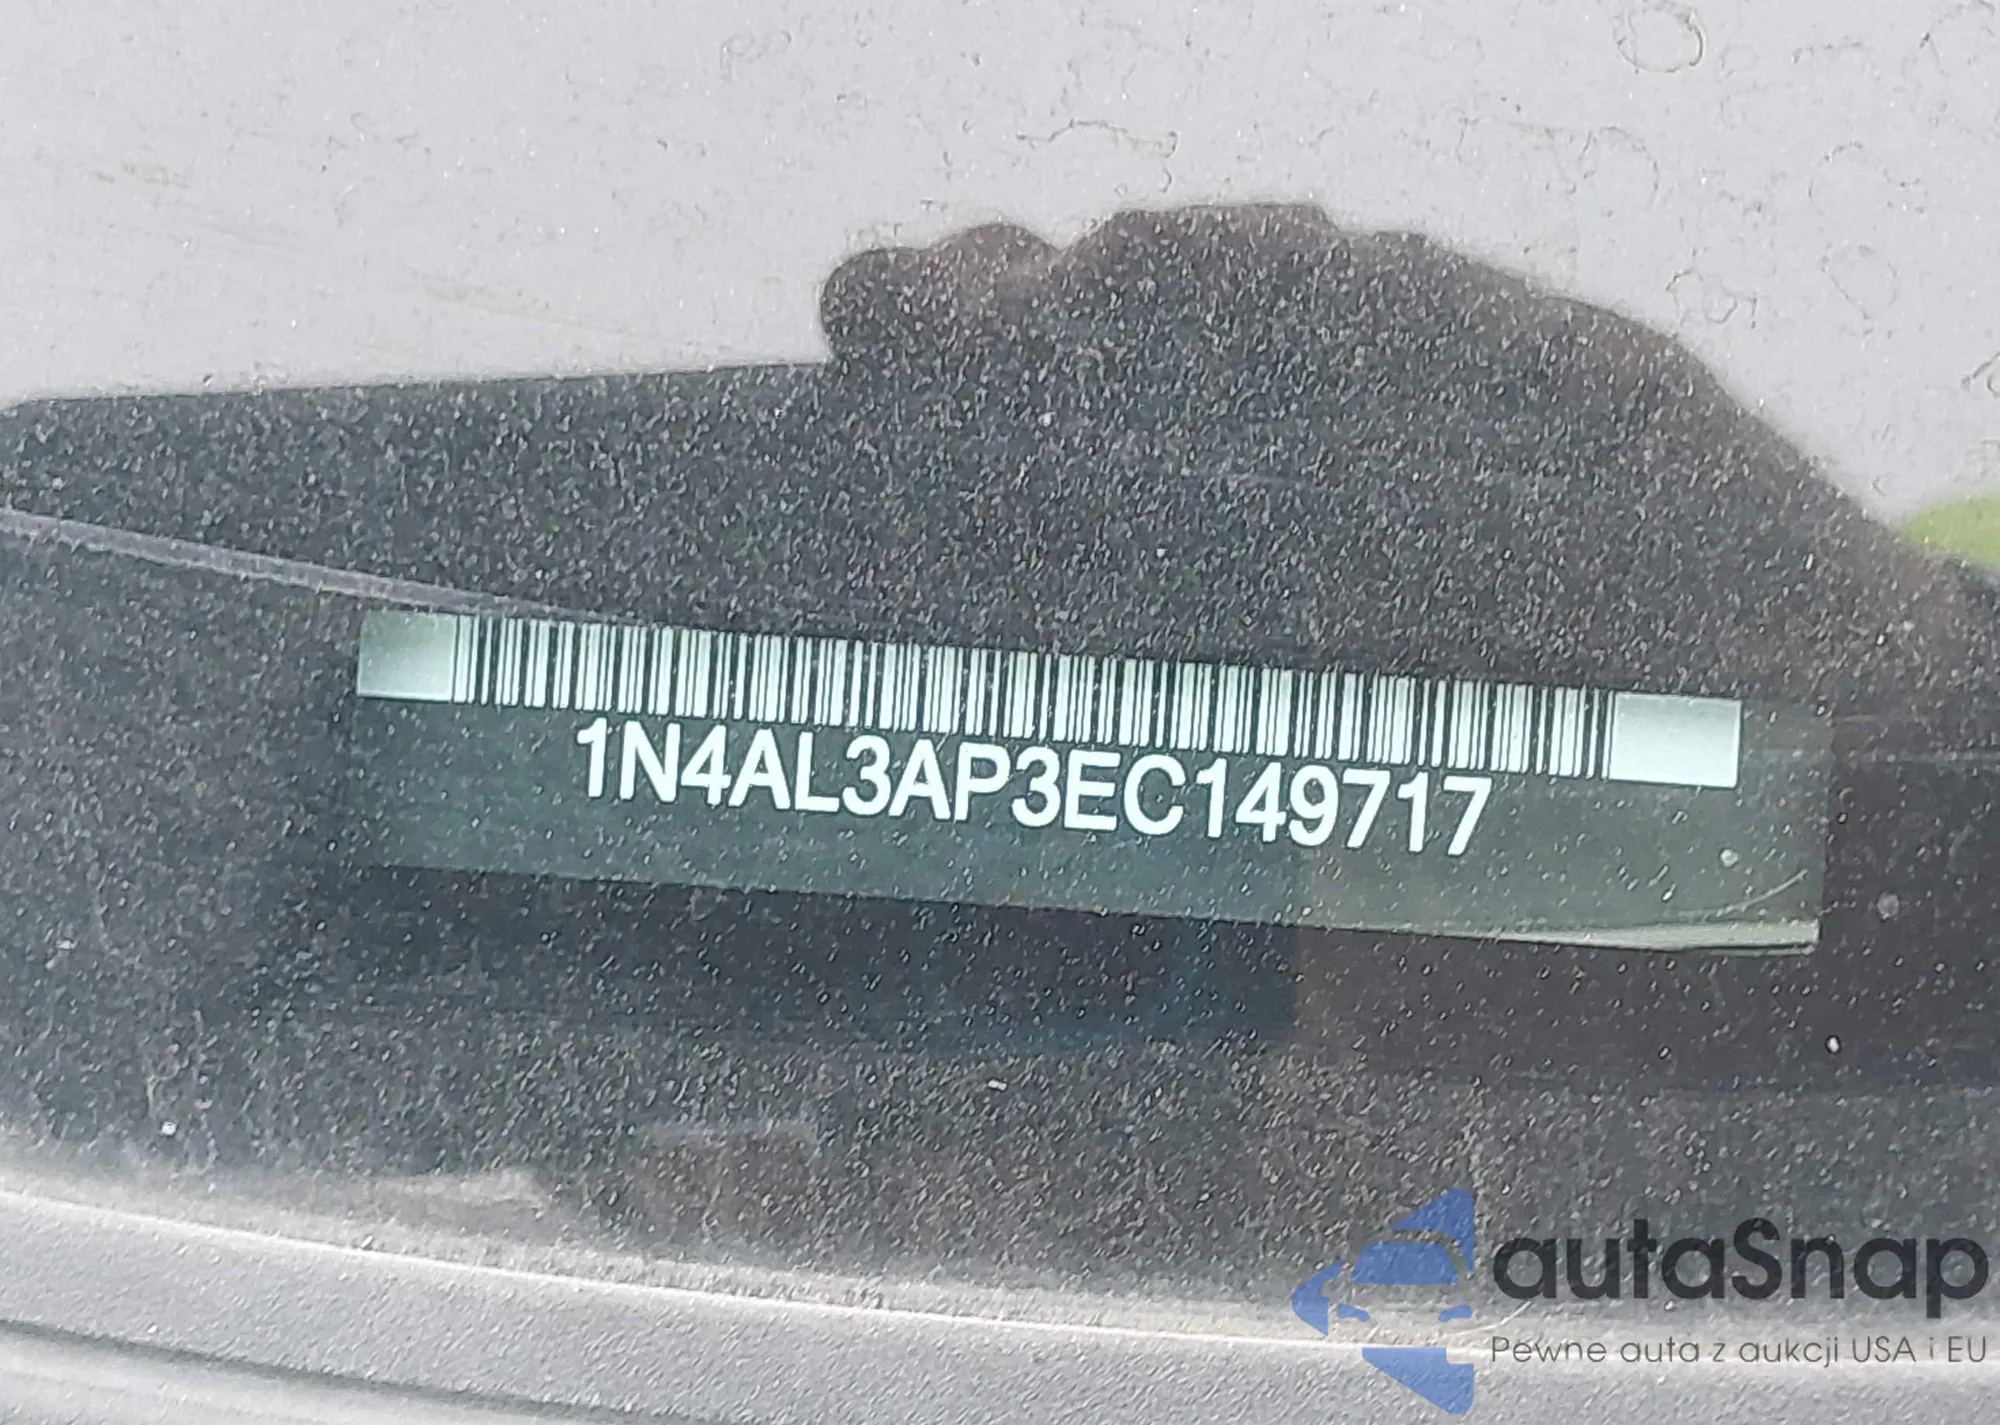 1N4AL3AP3EC149717
autaSnap
Pewne auta z aukcji USA i EU